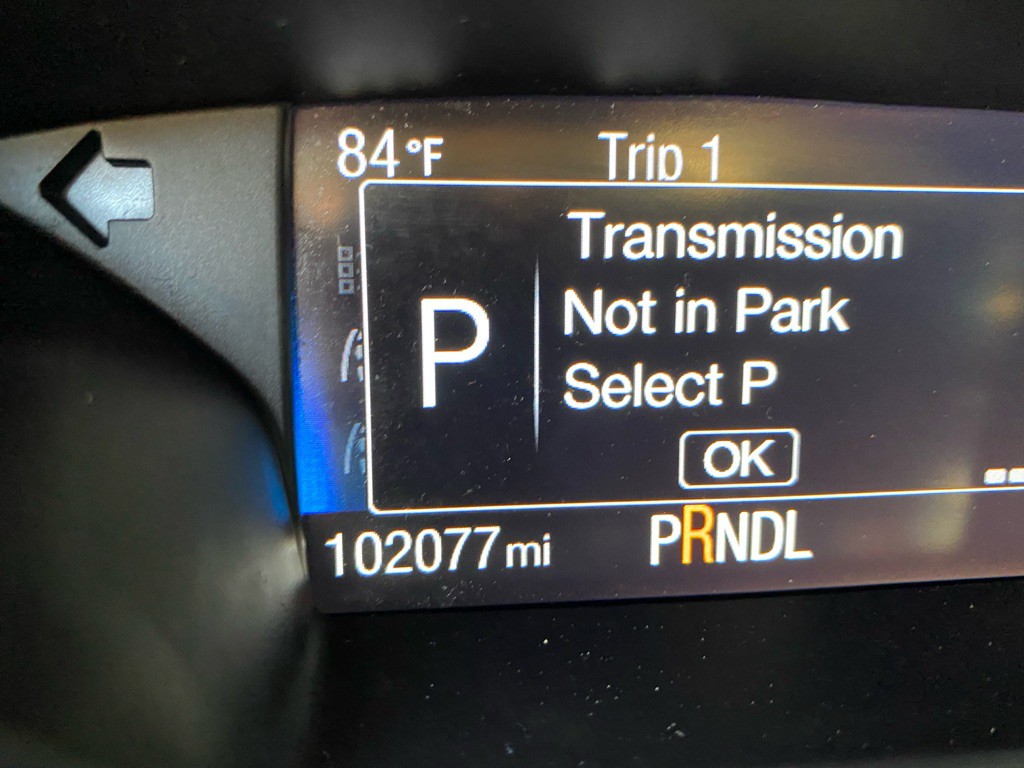 84°F Trip 1
P
Transmission
Not in Park
Select P
OK
102077 mi PRNDL